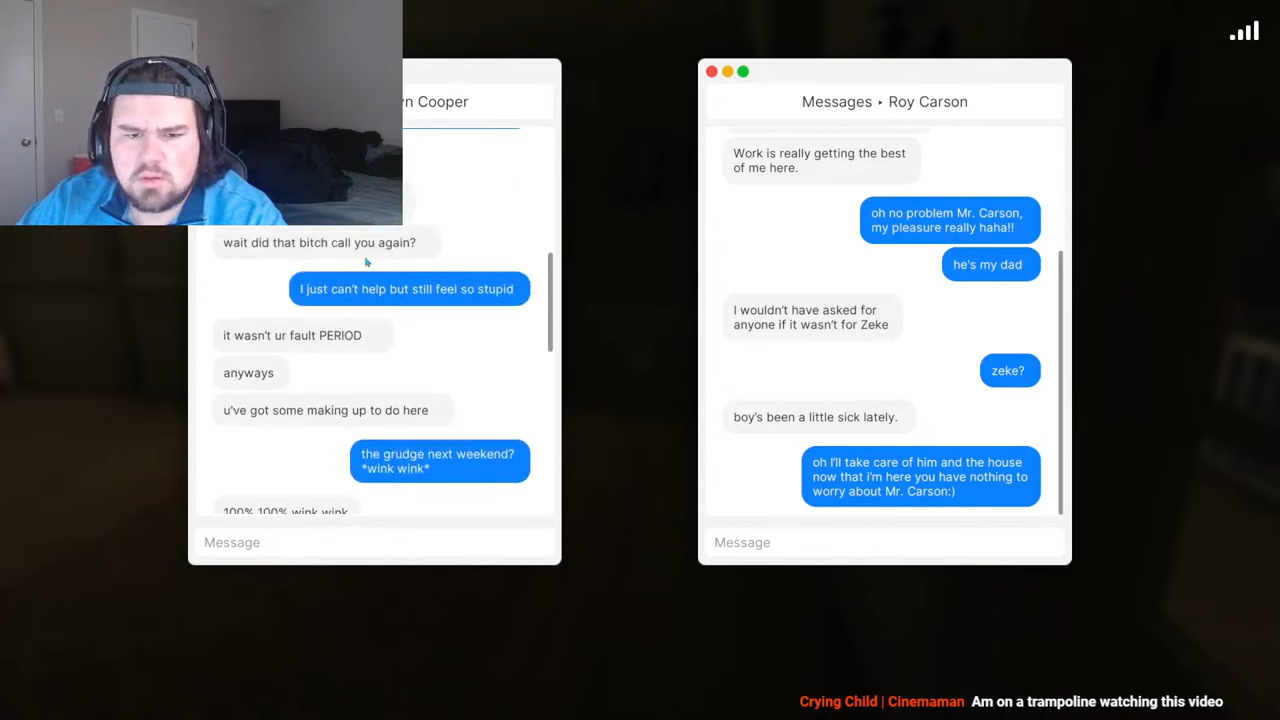 n Cooper
wait did that bitch call you again?
I just can't help but still feel so stupid
it wasn't ur fault PERIOD
anyways
u've got some making up to do here
the grudge next weekend?
*wink wink*
100% 100% wink wink
Message
Messages ▸ Roy Carson
Work is really getting the best
of me here.
oh no problem Mr. Carson,
my pleasure really haha!!
he's my dad
I wouldn't have asked for
anyone if it wasn't for Zeke
zeke?
boy's been a little sick lately.
oh I'll take care of him and the house
now that i'm here you have nothing to
worry about Mr. Carson:)
Message
Crying Child | Cinemaman Am on a trampoline watching this video